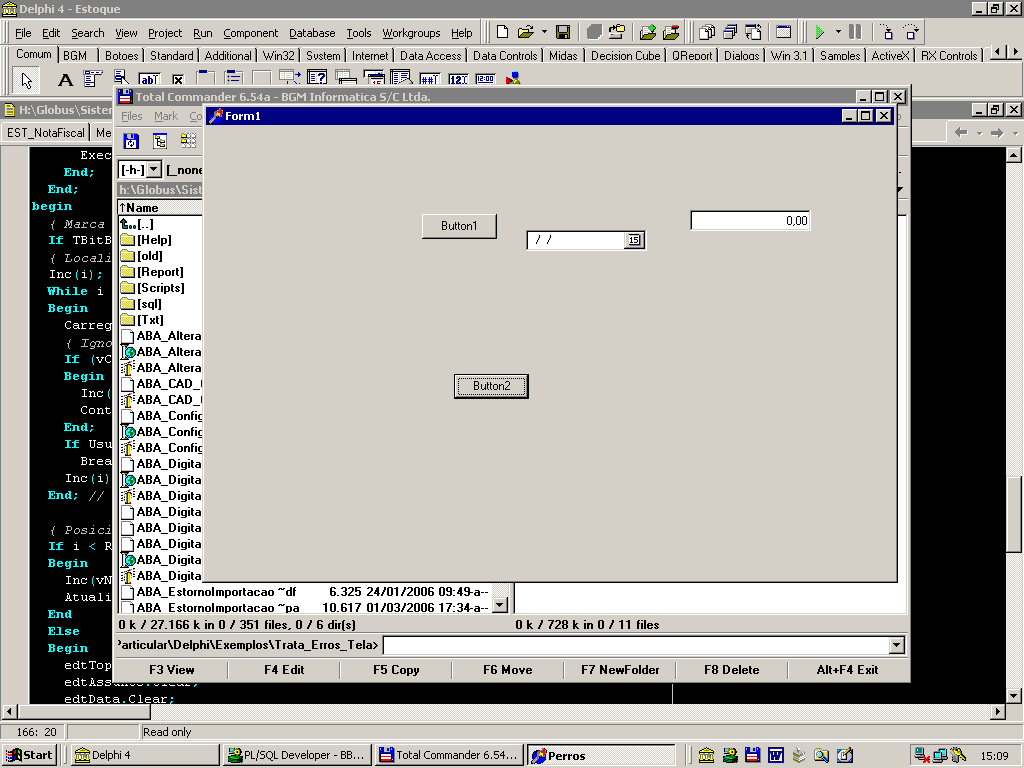 Delphi 4 - Estoque
File Edit Search View Project Run Component Database Tools Workgroups Help
Comum BGM Botoes Standard Additional Win32 System Internet Data Access Data Controls Midas Decision Cube QReport Dialogs Win 3.1 Samples ActiveX RX Controls
H:\Globus\Sistem
EST_NotaFiscal Me
Exec
End;
End;
begin
{ Marca
If TBitB
{ Locali
Inc(i);
While i
Begin
Carreg
{ Igno
If (vC
Begin
Inc(
Cont
End;
If Usu
Brea
Inc(i)
End; //
{ Posici
If i < R
Begin
Inc(vN
Atuali
End
Else
Begin
edtTop
edtData.Clear;
Total Commander 6.54a - BGM Informatica S/C Ltda.
Files Mark Co
[-h-] [_none
h:\Globus\Sist
↑Name
[..]
[Help]
[old]
[Report]
[Scripts]
[sql]
[Txt]
ABA_Altera
ABA_Altera
ABA_Altera
ABA_CAD_
ABA_CAD_
ABA_Config
ABA_Config
ABA_Config
ABA_Digita
ABA_Digita
ABA_Digita
ABA_Digita
ABA_Digita
ABA_Digita
ABA_Digita
ABA_Digita
ABA_EstornoImportacao ~df 6.325 24/01/2006 09:49-a--
ABA_EstornoImportacao ~pa 10.617 01/03/2006 17:34-a--
0 k / 27.166 k in 0 / 351 files, 0 / 6 dir(s) 0 k / 728 k in 0 / 11 files
'articular\Delphi\Exemplos\Trata_Erros_Tela>
F3 View F4 Edit F5 Copy F6 Move F7 NewFolder F8 Delete Alt+F4 Exit
Form1
Button1
/ / 15
0,00
Button2
166: 20 Read only
Start Delphi 4 PL/SQL Developer - BB... Total Commander 6.54... Perros 15:09